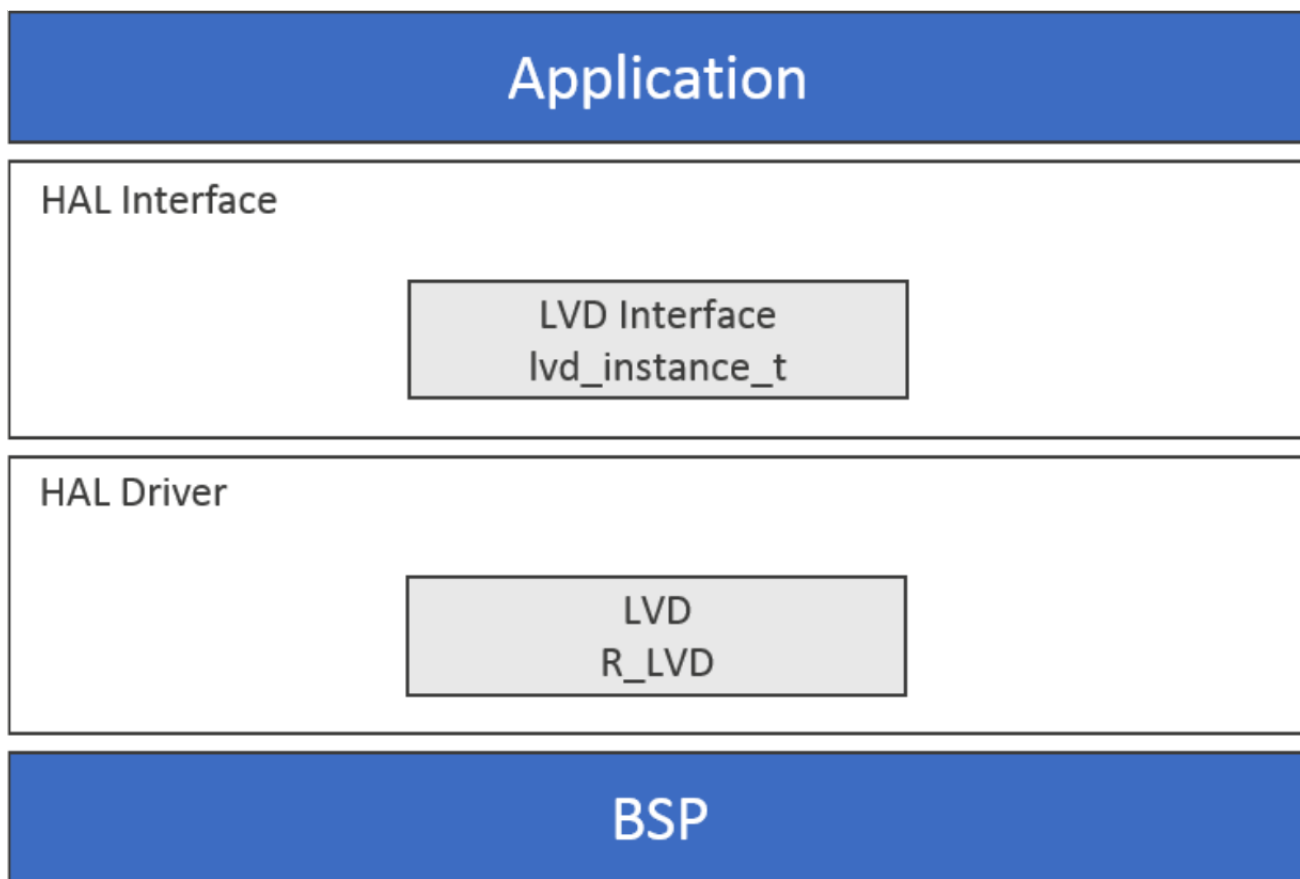 Application
HAL Interface
LVD Interface
lvd_instance_t
HAL Driver
LVD
R_LVD
BSP